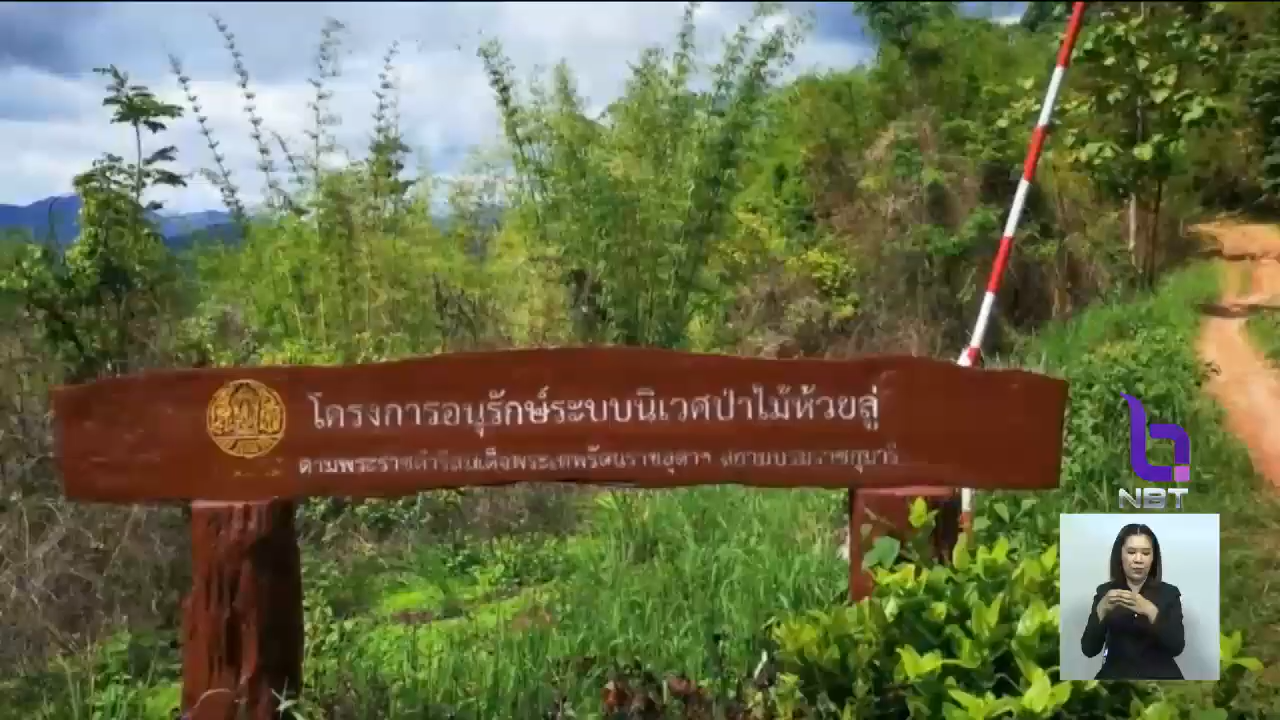 โครงการอนุรักษ์ระบบนิเวศป่าไม้ห้วยลู่
ตามพระราชดำริสมเด็จพระเทพรัตนราชสุดาฯ สยามบรมราชกุมารี
NBT